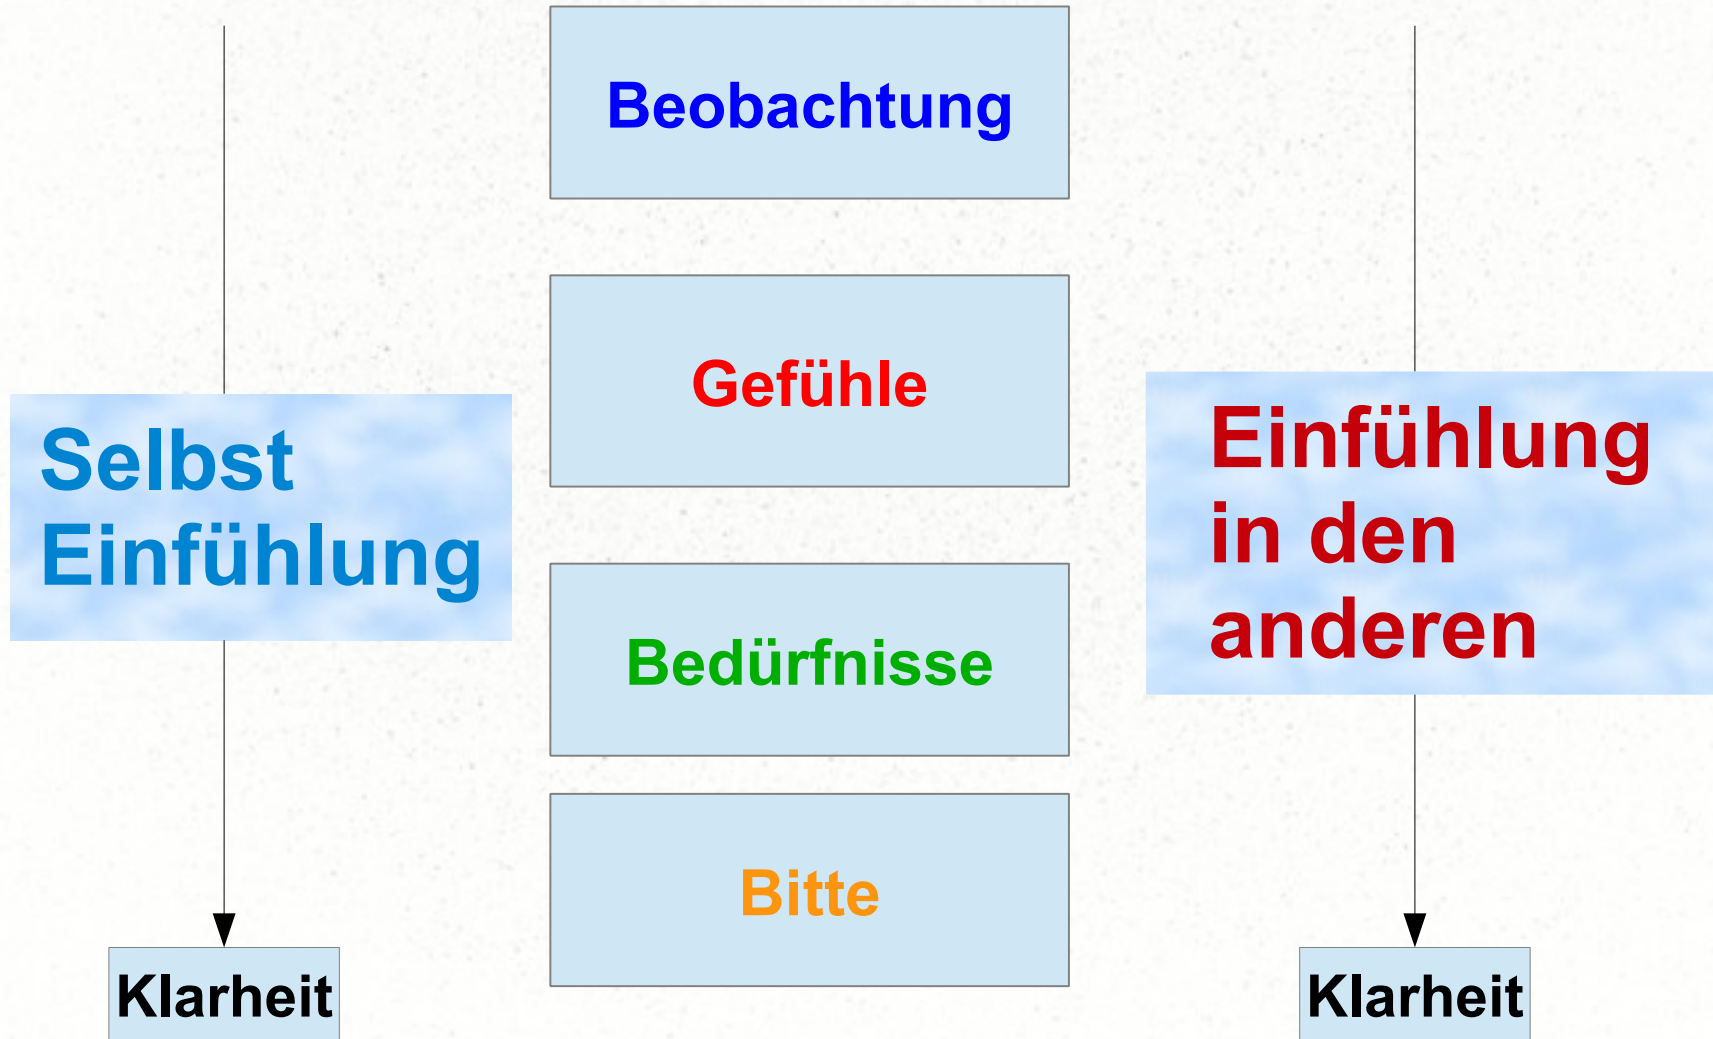 Beobachtung
Gefühle
Selbst
Einfühlung
Einfühlung
in den
anderen
Bedürfnisse
Bitte
Klarheit
Klarheit